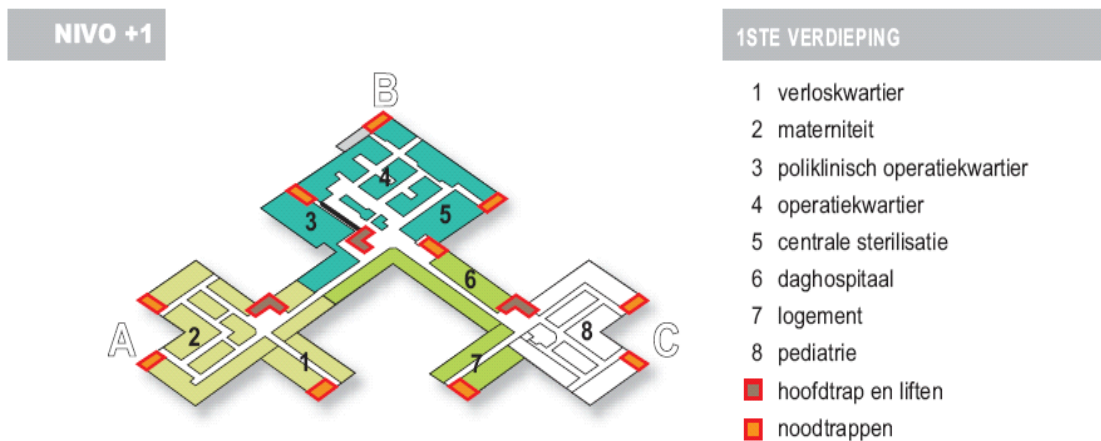 NIVO +1
1STE VERDIEPING
1 verloskwartier
2 materniteit
3 poliklinisch operatiekwartier
4 operatiekwartier
5 centrale sterilisatie
6 daghospitaal
7 logement
8 pediatrie
hoofdtrap en liften
noodtrappen
B
4
3
5
6
A
2
1
7
8
C